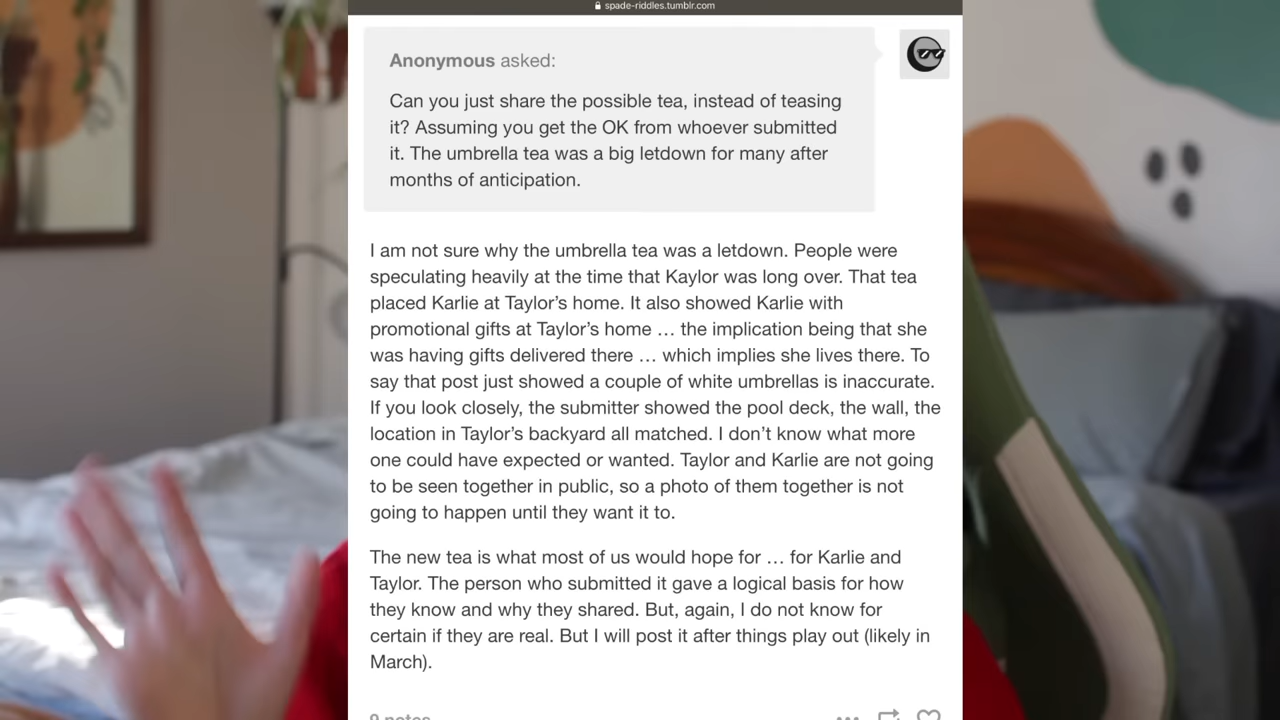 spade-riddles.tumblr.com
Anonymous asked:
Can you just share the possible tea, instead of teasing
it? Assuming you get the OK from whoever submitted
it. The umbrella tea was a big letdown for many after
months of anticipation.
I am not sure why the umbrella tea was a letdown. People were
speculating heavily at the time that Kaylor was long over. That tea
placed Karlie at Taylor's home. It also showed Karlie with
promotional gifts at Taylor's home … the implication being that she
was having gifts delivered there … which implies she lives there. To
say that post just showed a couple of white umbrellas is inaccurate.
If you look closely, the submitter showed the pool deck, the wall, the
location in Taylor's backyard all matched. I don't know what more
one could have expected or wanted. Taylor and Karlie are not going
to be seen together in public, so a photo of them together is not
going to happen until they want it to.
The new tea is what most of us would hope for … for Karlie and
Taylor. The person who submitted it gave a logical basis for how
they know and why they shared. But, again, I do not know for
certain if they are real. But I will post it after things play out (likely in
March).
9 notes